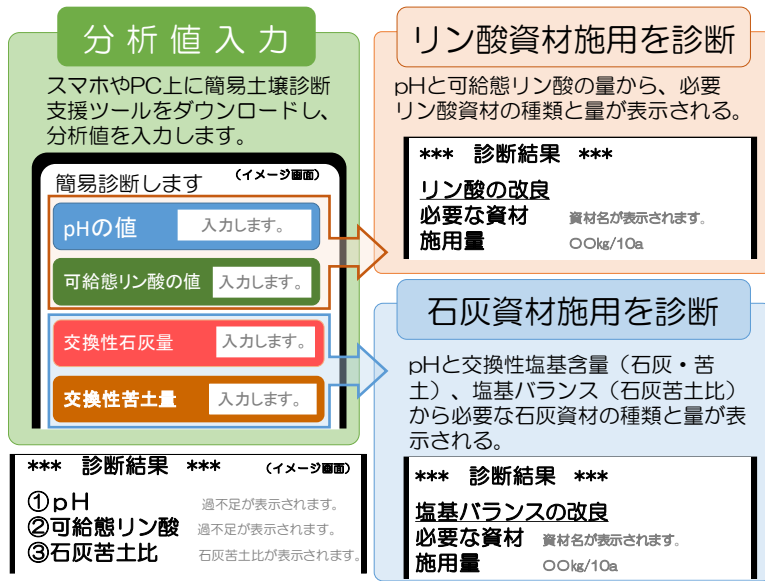 分析値入力
スマホやPC上に簡易土壌診断
支援ツールをダウンロードし、
分析値を入力します。
簡易診断します (イメージ画面)
pHの値 入力します。
可給態リン酸の値 入力します。
交換性石灰量 入力します。
交換性苦土量 入力します。
*** 診断結果 *** (イメージ画面)
①pH 過不足が表示されます。
②可給態リン酸 過不足が表示されます。
③石灰苦土比 石灰苦土比が表示されます。
リン酸資材施用を診断
pHと可給態リン酸の量から、必要
リン酸資材の種類と量が表示される。
*** 診断結果 ***
リン酸の改良
必要な資材 資材名が表示されます。
施用量 〇〇kg/10a
石灰資材施用を診断
pHと交換性塩基含量（石灰・苦
土）、塩基バランス（石灰苦土比）
から必要な石灰資材の種類と量が表
示される。
*** 診断結果 ***
塩基バランスの改良
必要な資材 資材名が表示されます。
施用量 〇〇kg/10a